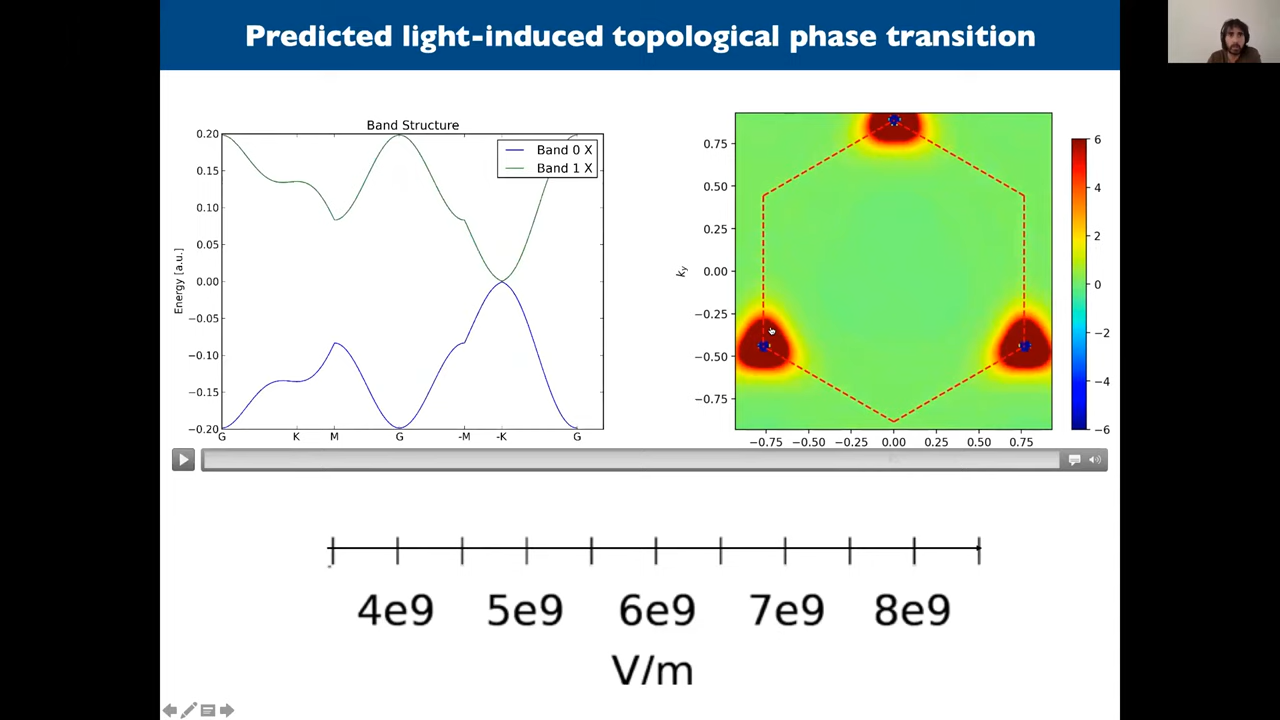 Predicted light-induced topological phase transition
Band Structure
Band 0 X
Band 1 X
Energy [a.u.]
0.20
0.15
0.10
0.05
0.00
−0.05
−0.10
−0.15
−0.20
G K M G -M -K G
ky
0.75
0.50
0.25
0.00
−0.25
−0.50
−0.75
−0.75 −0.50 −0.25 0.00 0.25 0.50 0.75
6
4
2
0
−2
−4
−6
4e9 5e9 6e9 7e9 8e9
V/m